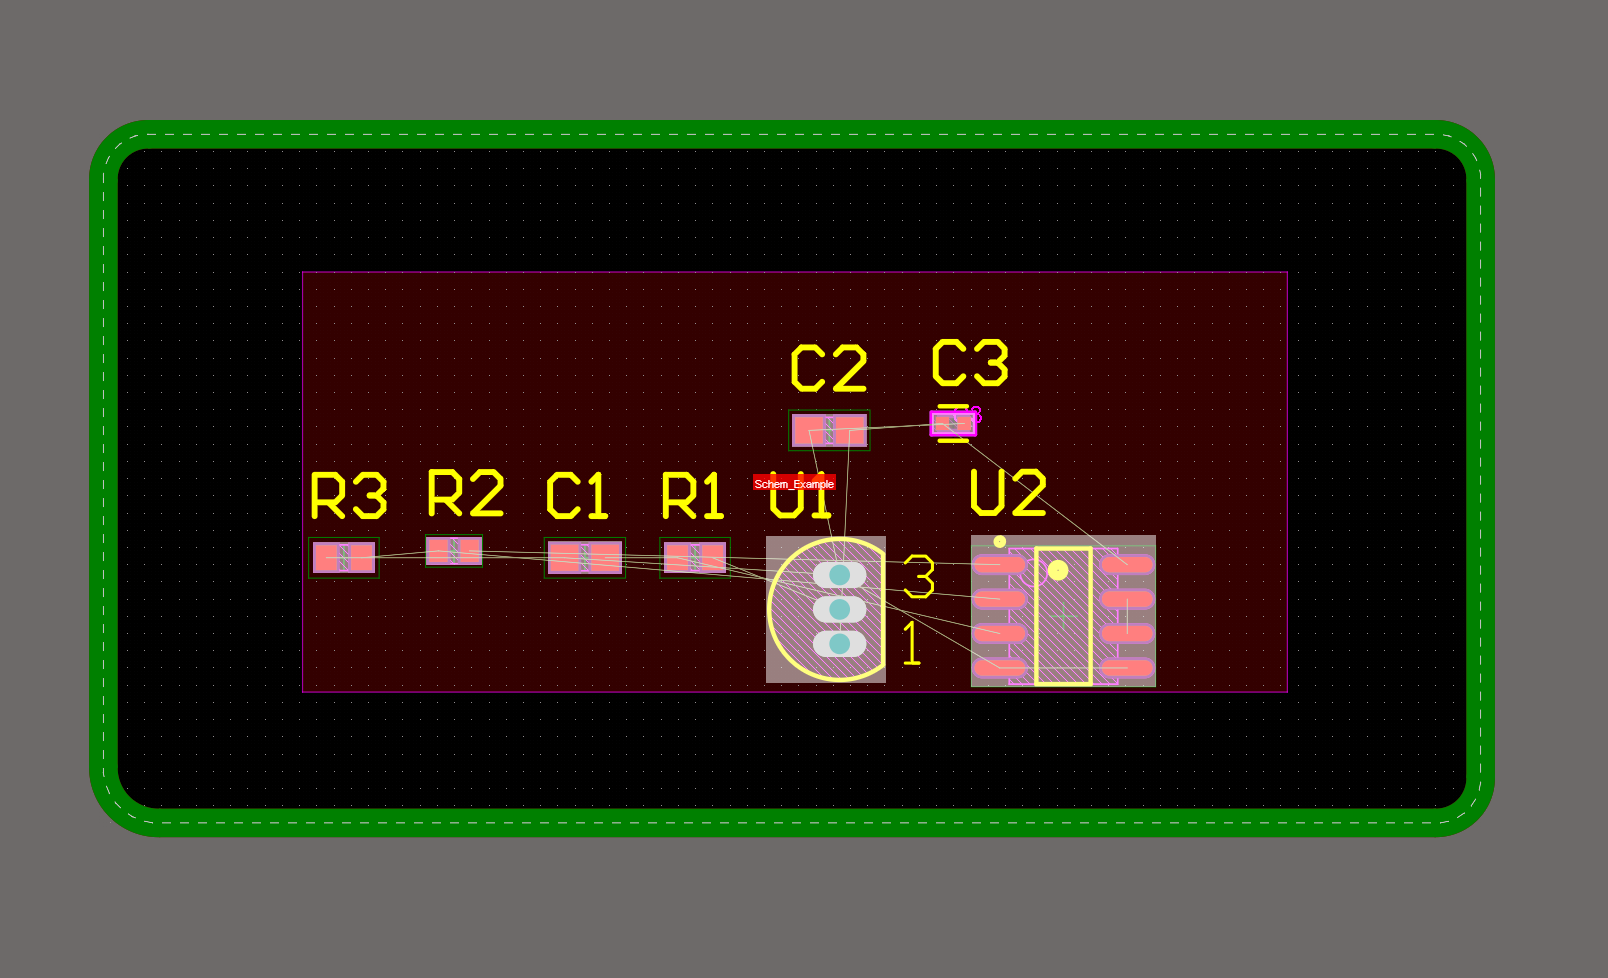 C2 C3
R3 R2 C1 R1 U1 U2
Schem_Example
3
1